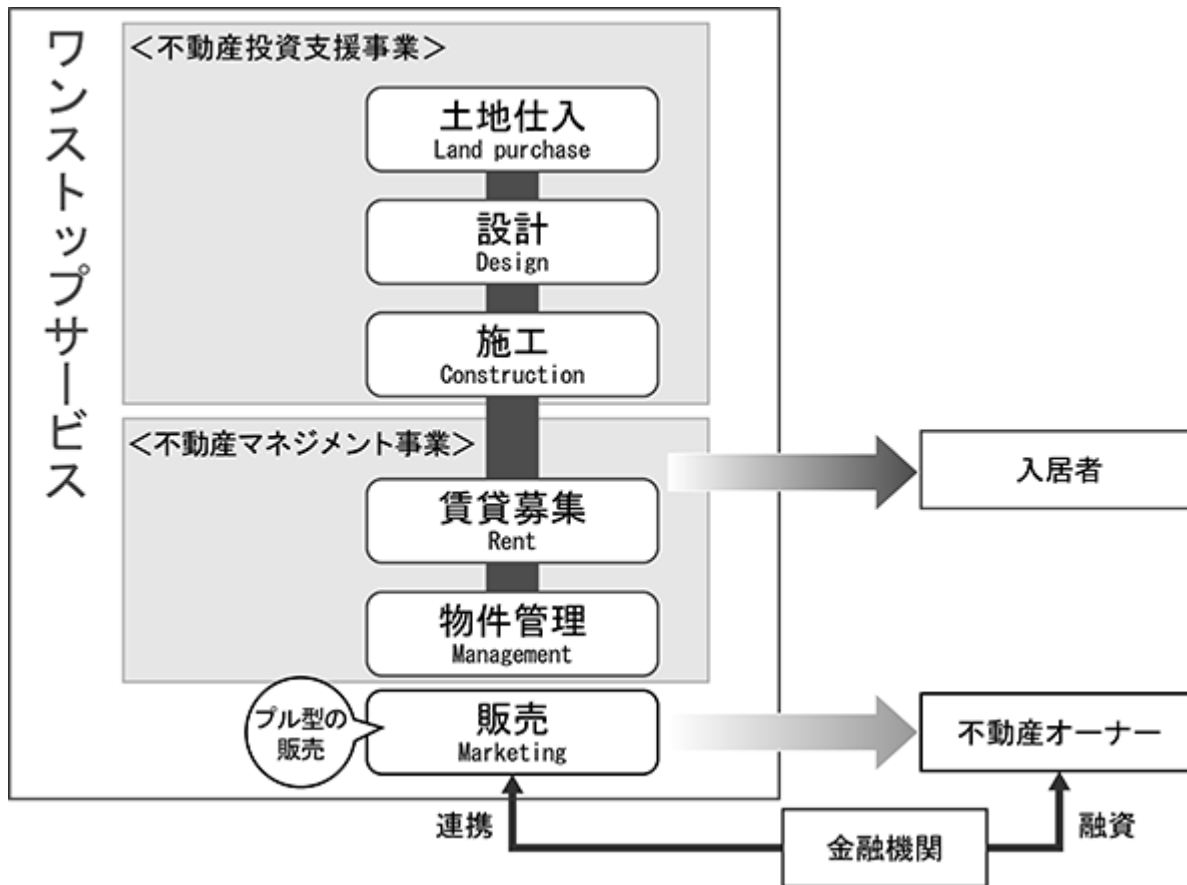 ワンストップサービス
＜不動産投資支援事業＞
土地仕入
Land purchase
設計
Design
施工
Construction
＜不動産マネジメント事業＞
賃貸募集
Rent
物件管理
Management
プル型の
販売
販売
Marketing
入居者
不動産オーナー
連携
金融機関
融資